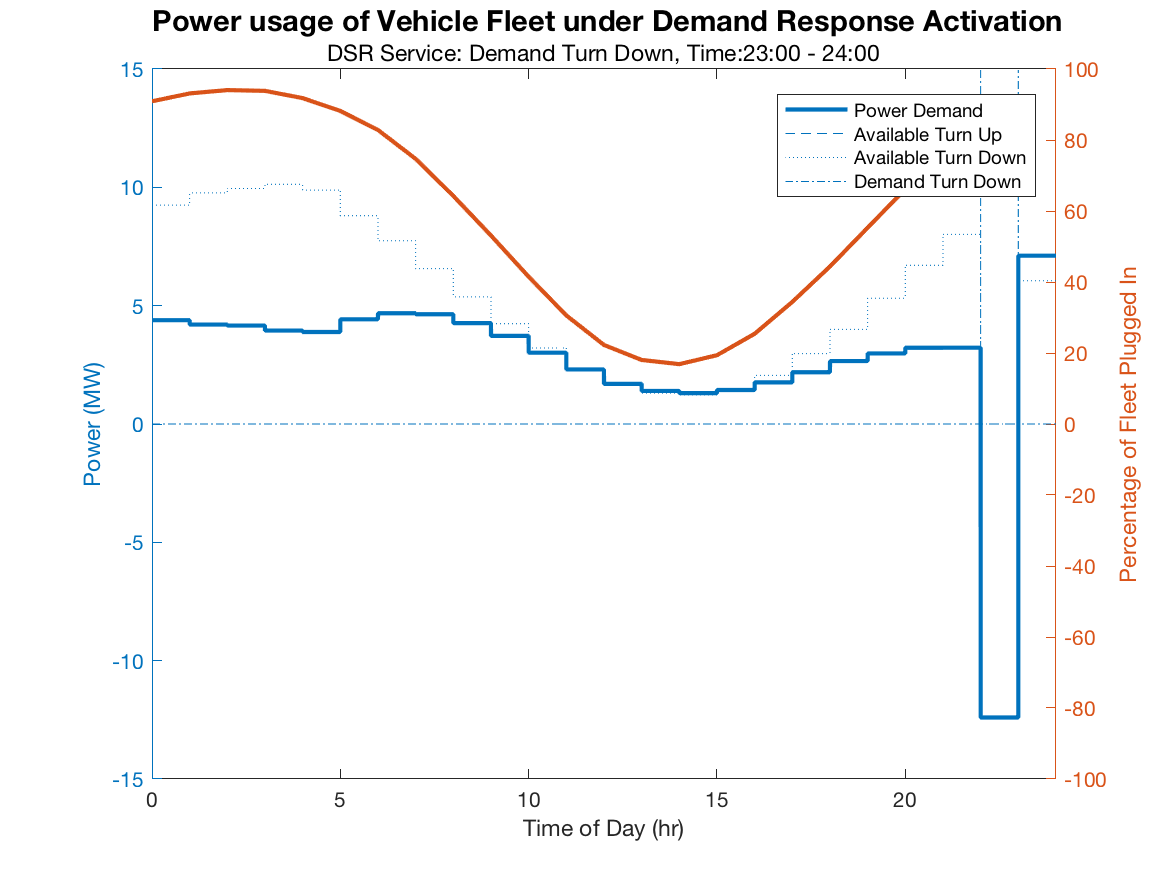 Power usage of Vehicle Fleet under Demand Response Activation
DSR Service: Demand Turn Down, Time:23:00 - 24:00
Power Demand
Available Turn Up
Available Turn Down
Demand Turn Down
15
10
5
0
-5
-10
-15
Power (MW)
100
80
60
40
20
0
-20
-40
-60
-80
-100
Percentage of Fleet Plugged In
0
5
10
15
20
Time of Day (hr)